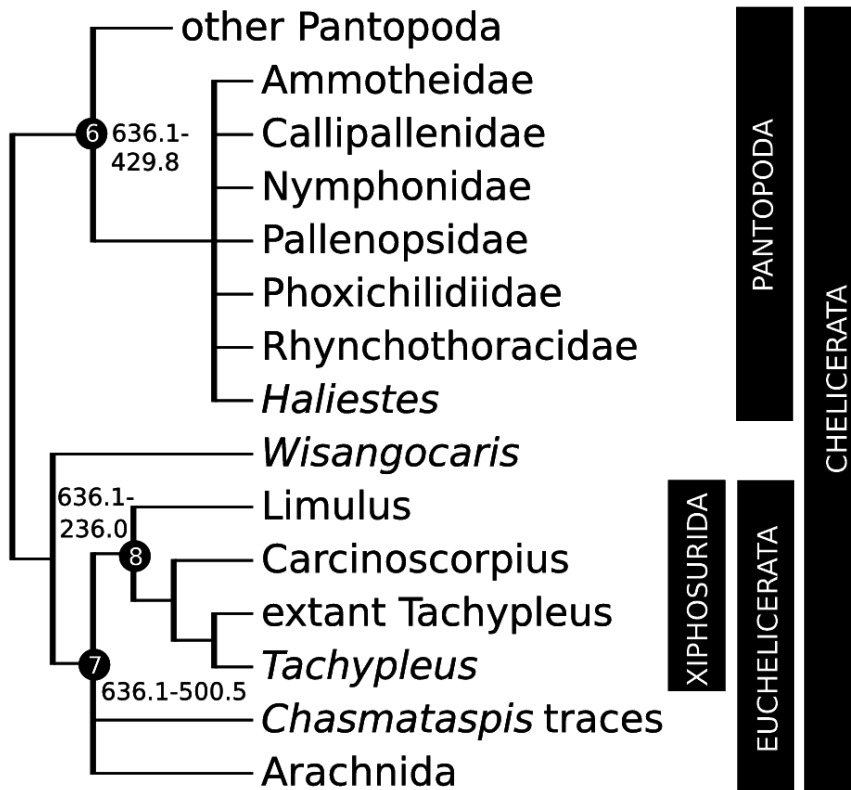 other Pantopoda
Ammotheidae
6
636.1-
429.8
Callipallenidae
Nymphonidae
Pallenopsidae
Phoxichilidiidae
Rhynchothoracidae
Haliestes
Wisangocaris
636.1-
236.0
Limulus
8
Carcinoscorpius
extant Tachypleus
7
Tachypleus
636.1-500.5
Chasmataspis traces
Arachnida
PANTOPODA
XIPHOSURIDA
EUCHELICERATA
CHELICERATA